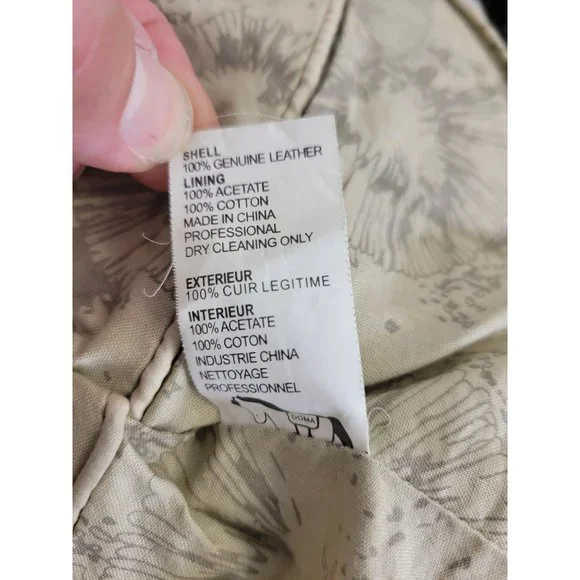 SHELL
100% GENUINE LEATHER
LINING
100% ACETATE
100% COTTON
MADE IN CHINA
PROFESSIONAL
DRY CLEANING ONLY
EXTERIEUR
100% CUIR LEGITIME
INTERIEUR
100% ACETATE
100% COTON
INDUSTRIE CHINA
NETTOYAGE
PROFESSIONNEL
DOMA